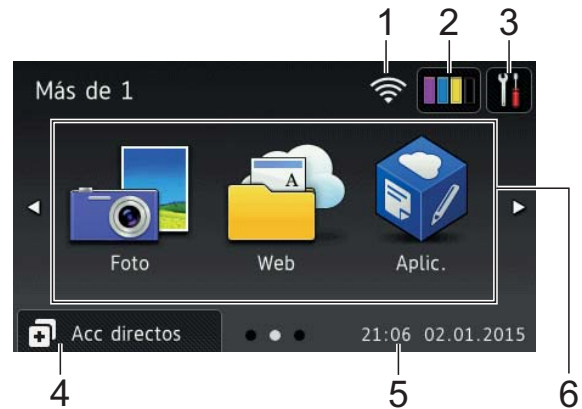 1 2 3
Más de 1
A
Foto Web Aplic.
Acc directos 21:06 02.01.2015
4 5 6